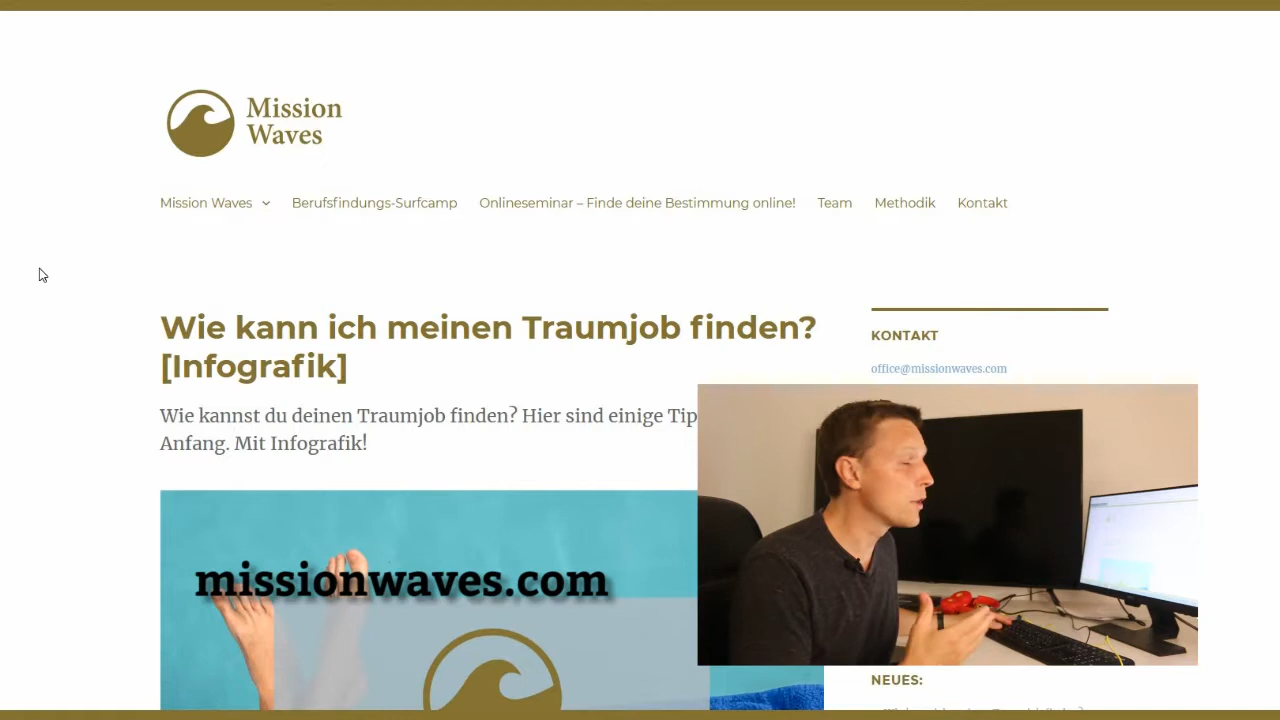 Mission
Waves
Mission Waves Berufsfindungs-Surfcamp Onlineseminar – Finde deine Bestimmung online! Team Methodik Kontakt
Wie kann ich meinen Traumjob finden?
[Infografik]
Wie kannst du deinen Traumjob finden? Hier sind einige
Anfang. Mit Infografik!
missionwaves.com
KONTAKT
office@missionwaves.com
NEUES: